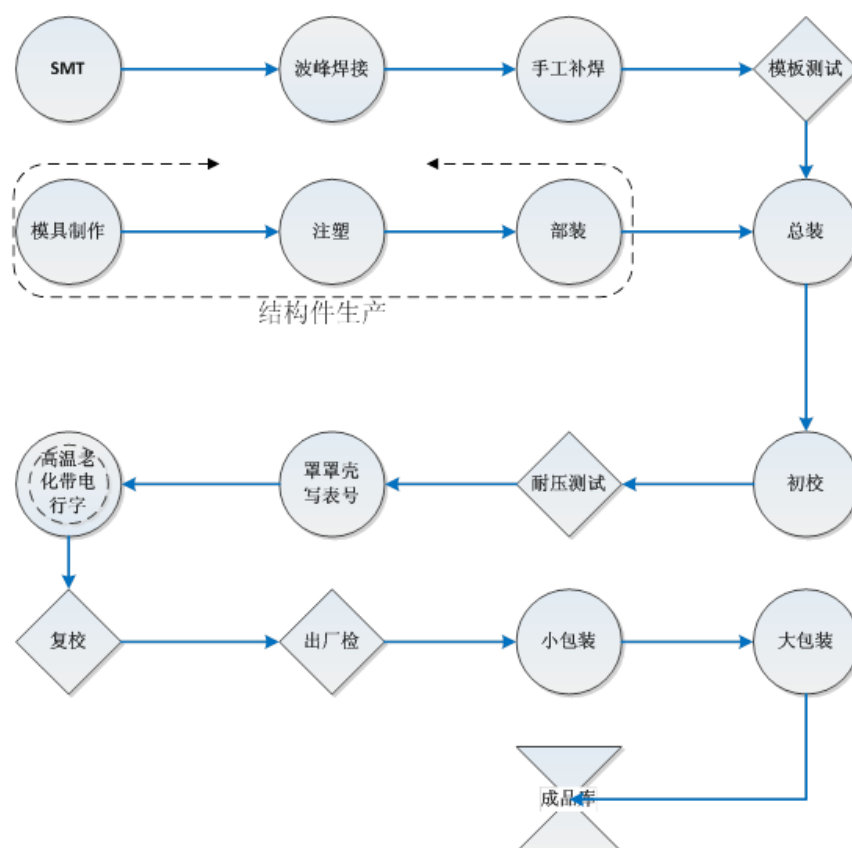 SMT
波峰焊接
手工补焊
模板测试
模具制作
注塑
部装
总装
结构件生产
高温老
化带电
行字
罩罩壳
写表号
耐压测试
初校
复校
出厂检
小包装
大包装
成品库